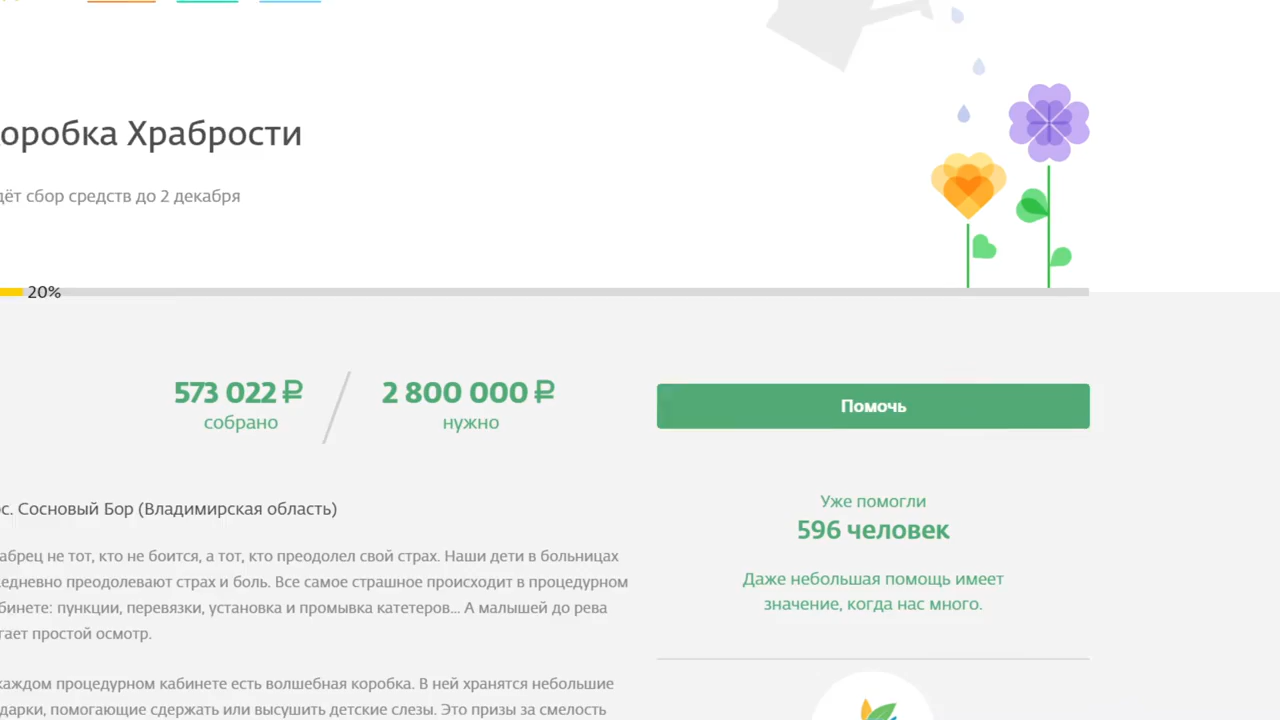 оробка Храбрости
дёт сбор средств до 2 декабря
20%
573 022 ₽
собрано
2 800 000 ₽
нужно
Помочь
с. Сосновый Бор (Владимирская область)
абрец не тот, кто не боится, а тот, кто преодолел свой страх. Наши дети в больницах
едневно преодолевают страх и боль. Все самое страшное происходит в процедурном
бинете: пункции, перевязки, установка и промывка катетеров... А малышей до рева
гает простой осмотр.
каждом процедурном кабинете есть волшебная коробка. В ней хранятся небольшие
дарки, помогающие сдержать или высушить детские слезы. Это призы за смелость
Уже помогли
596 человек
Даже небольшая помощь имеет
значение, когда нас много.